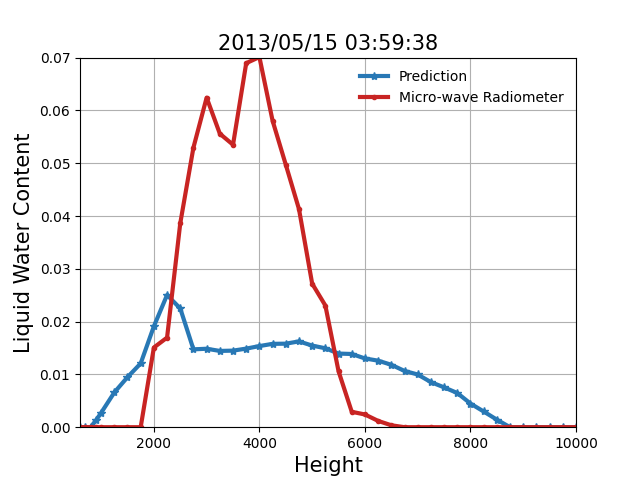 2013/05/15 03:59:38
0.07
0.06
0.05
0.04
0.03
0.02
0.01
0.00
Liquid Water Content
Prediction
Micro-wave Radiometer
2000 4000 6000 8000 10000
Height